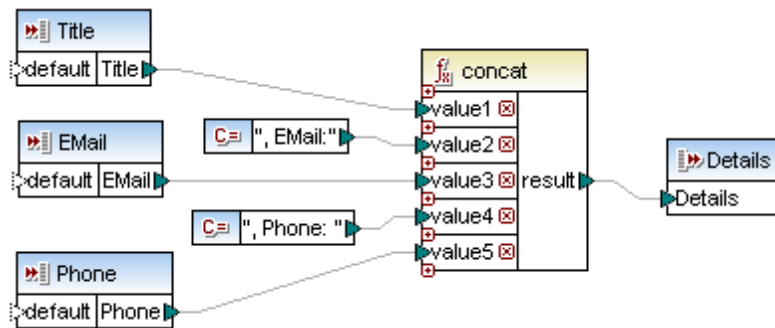 Title
default Title
EMail
default EMail
Phone
default Phone
C= ", EMail:"
C= ", Phone: "
fx concat
value1
value2
value3 result
value4
value5
Details
Details